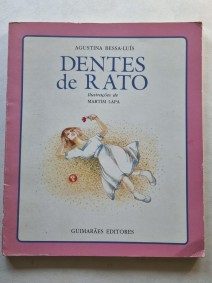 AGUSTINA BESSA-LUÍS
DENTES
de RATO
Ilustrações de
MARTIM LAPA
GUIMARÃES EDITORES